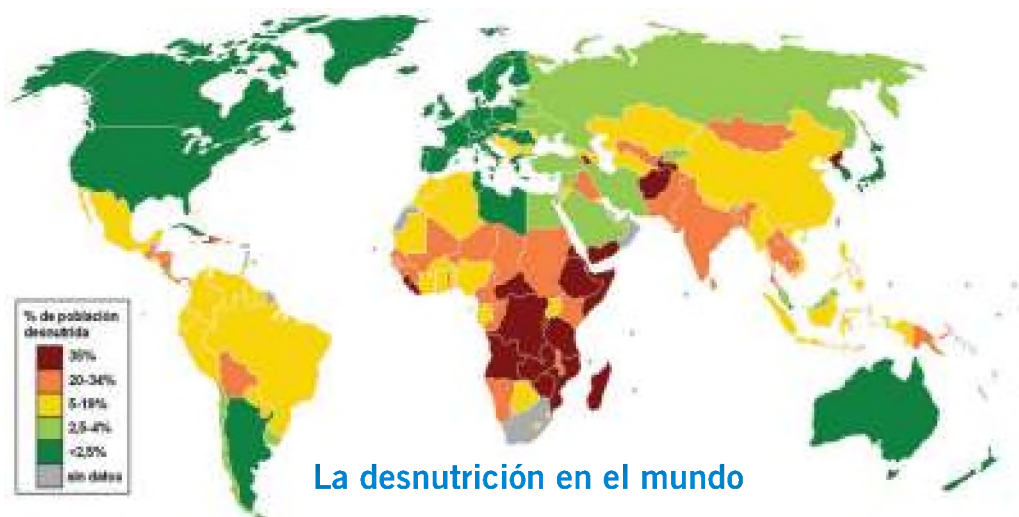 % de población
desnutrida
35%
20-34%
5-19%
2,5-4%
<2,5%
sin datos
La desnutrición en el mundo